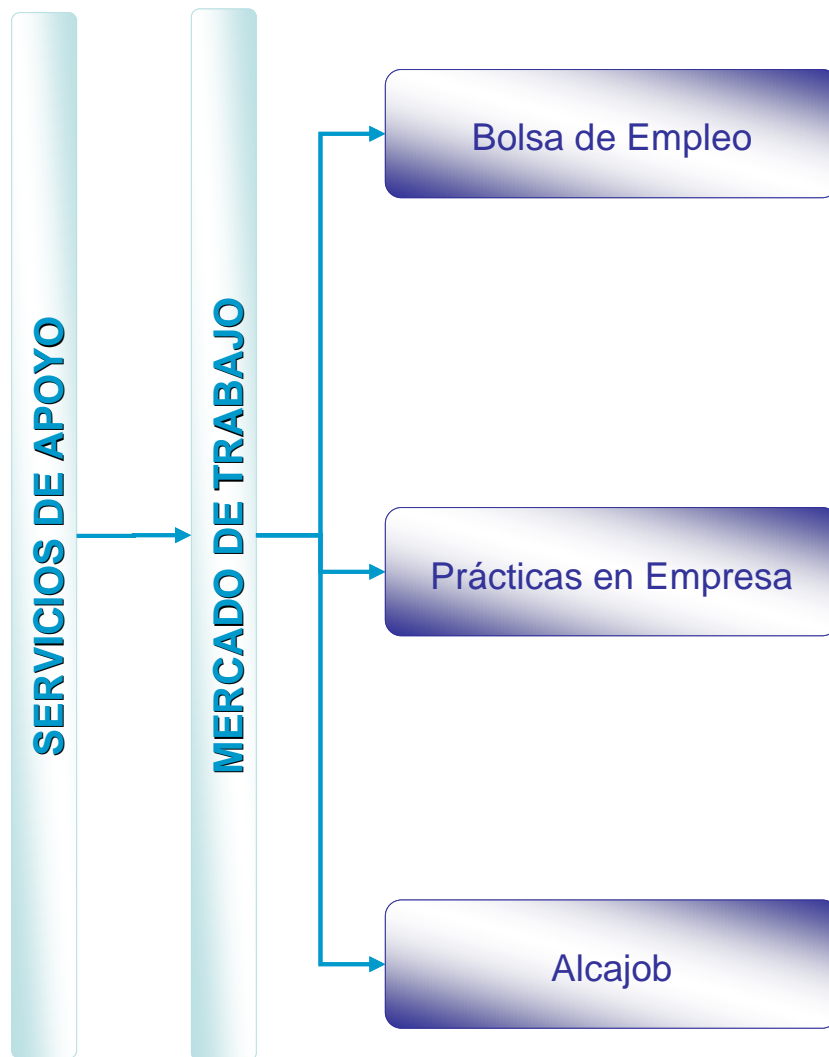 SERVICIOS DE APOYO
MERCADO DE TRABAJO
Bolsa de Empleo
Prácticas en Empresa
Alcajob